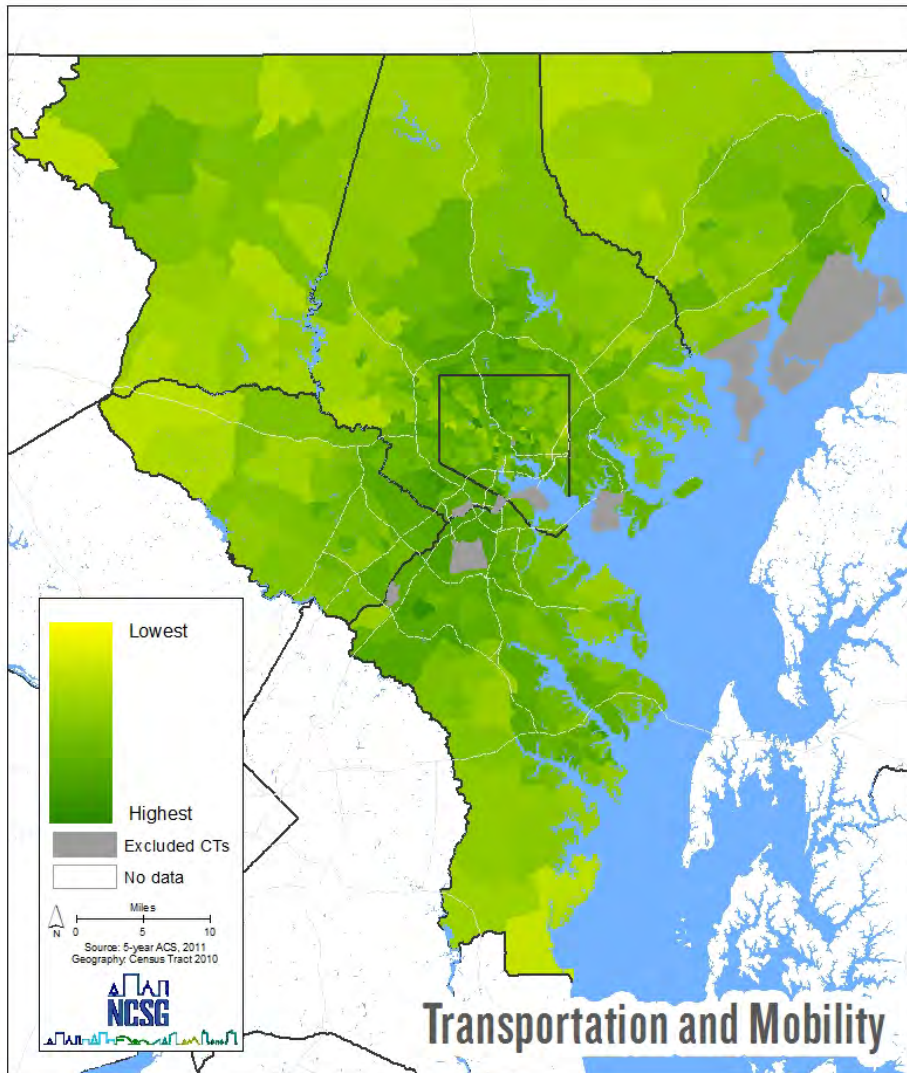 Lowest
Highest
Excluded CTs
No data
Miles
N
0 5 10
Source: 5-year ACS, 2011
Geography: Census Tract 2010
NCSG
Transportation and Mobility